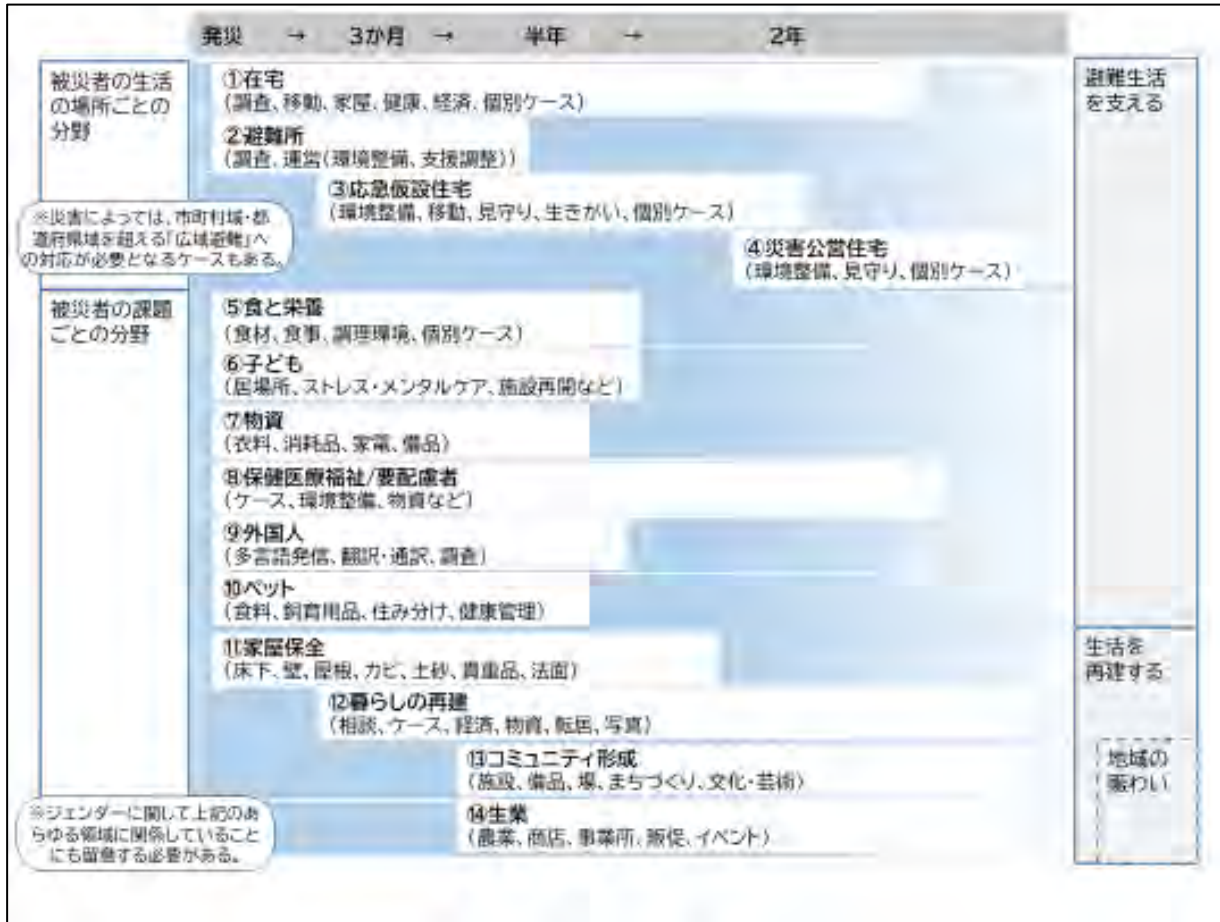 発災 → 3か月 → 半年 → 2年
被災者の生活
の場所ごとの
分野
①在宅
(調査、移動、家屋、健康、経済、個別ケース)
②避難所
(調査、運営(環境整備、支援調整))
③応急仮設住宅
(環境整備、移動、見守り、生きがい、個別ケース)
④災害公営住宅
(環境整備、見守り、個別ケース)
※災害によっては、市町村域・都
道府県域を超える「広域避難」へ
の対応が必要となるケースもある。
被災者の課題
ごとの分野
⑤食と栄養
(食材、食事、調理環境、個別ケース)
⑥子ども
(居場所、ストレス・メンタルケア、施設再開など)
⑦物資
(衣料、消耗品、家電、備品)
⑧保健医療福祉/要配慮者
(ケース、環境整備、物資など)
⑨外国人
(多言語発信、翻訳・通訳、調査)
⑩ペット
(食料、飼育用品、住み分け、健康管理)
⑪家屋保全
(床下、壁、屋根、カビ、土砂、貴重品、法面)
⑫暮らしの再建
(相談、ケース、経済、物資、転居、写真)
⑬コミュニティ形成
(施設、備品、場、まちづくり、文化・芸術)
⑭生業
(農業、商店、事業所、販促、イベント)
※ジェンダーに関して上記のあ
らゆる領域に関係していること
にも留意する必要がある。
避難生活
を支える
生活を
再建する
地域の
賑わい